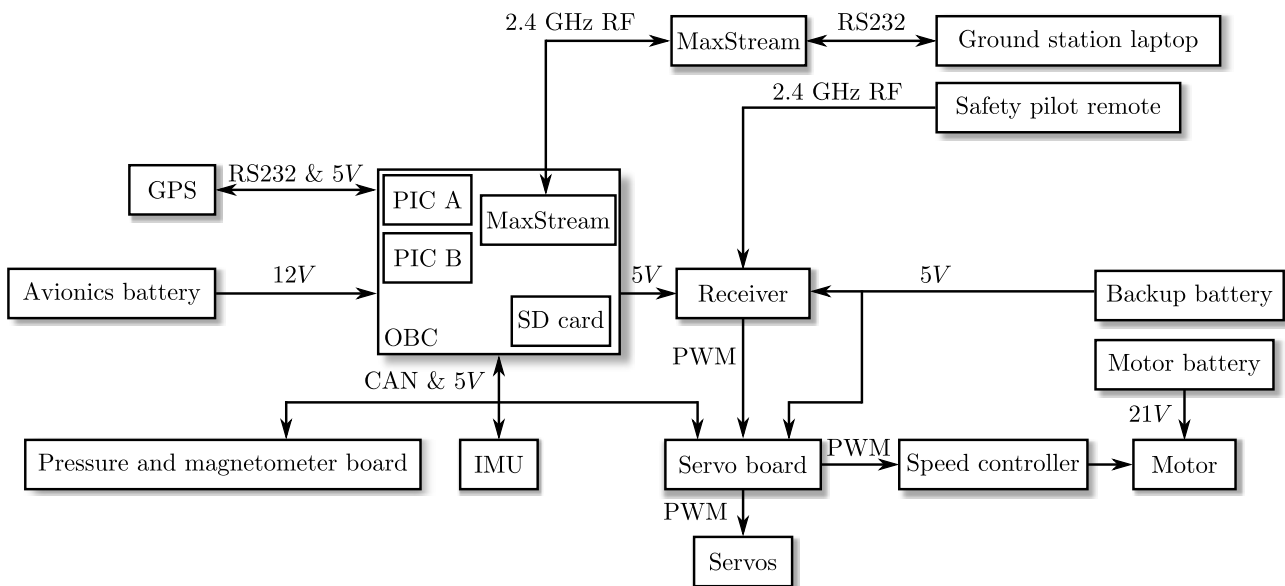 2.4 GHz RF
MaxStream
RS232
Ground station laptop
2.4 GHz RF
Safety pilot remote
GPS
RS232 & 5V
PIC A
MaxStream
PIC B
Avionics battery
12V
5V
Receiver
5V
Backup battery
SD card
OBC
PWM
Motor battery
CAN & 5V
21V
Pressure and magnetometer board
IMU
Servo board
PWM
Speed controller
Motor
PWM
Servos